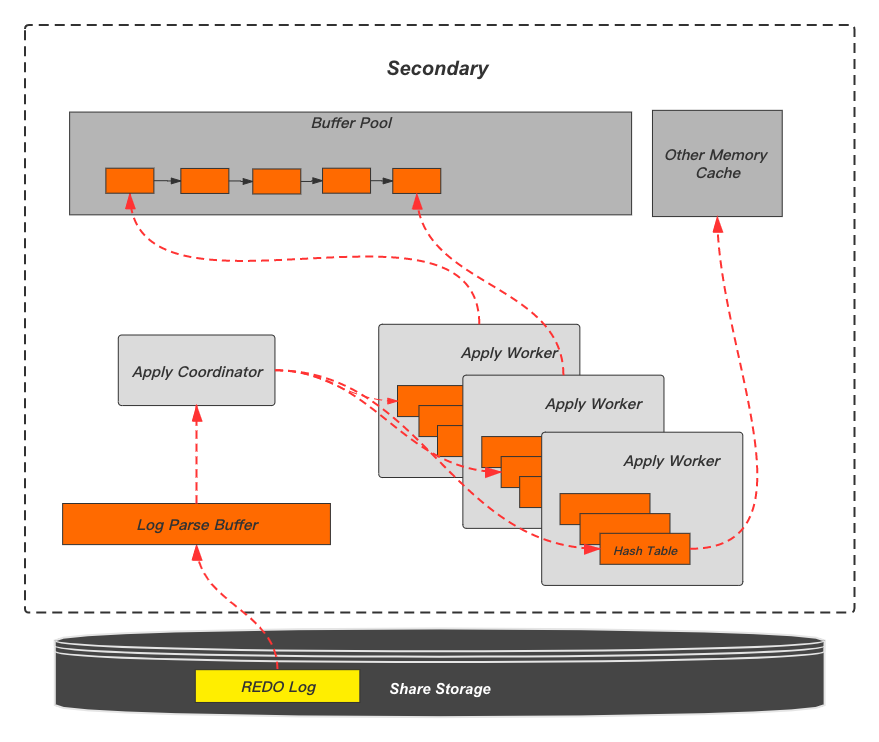 Secondary
Buffer Pool
Other Memory
Cache
Apply Coordinator
Apply Worker
Apply Worker
Apply Worker
Log Parse Buffer
Hash Table
REDO Log
Share Storage